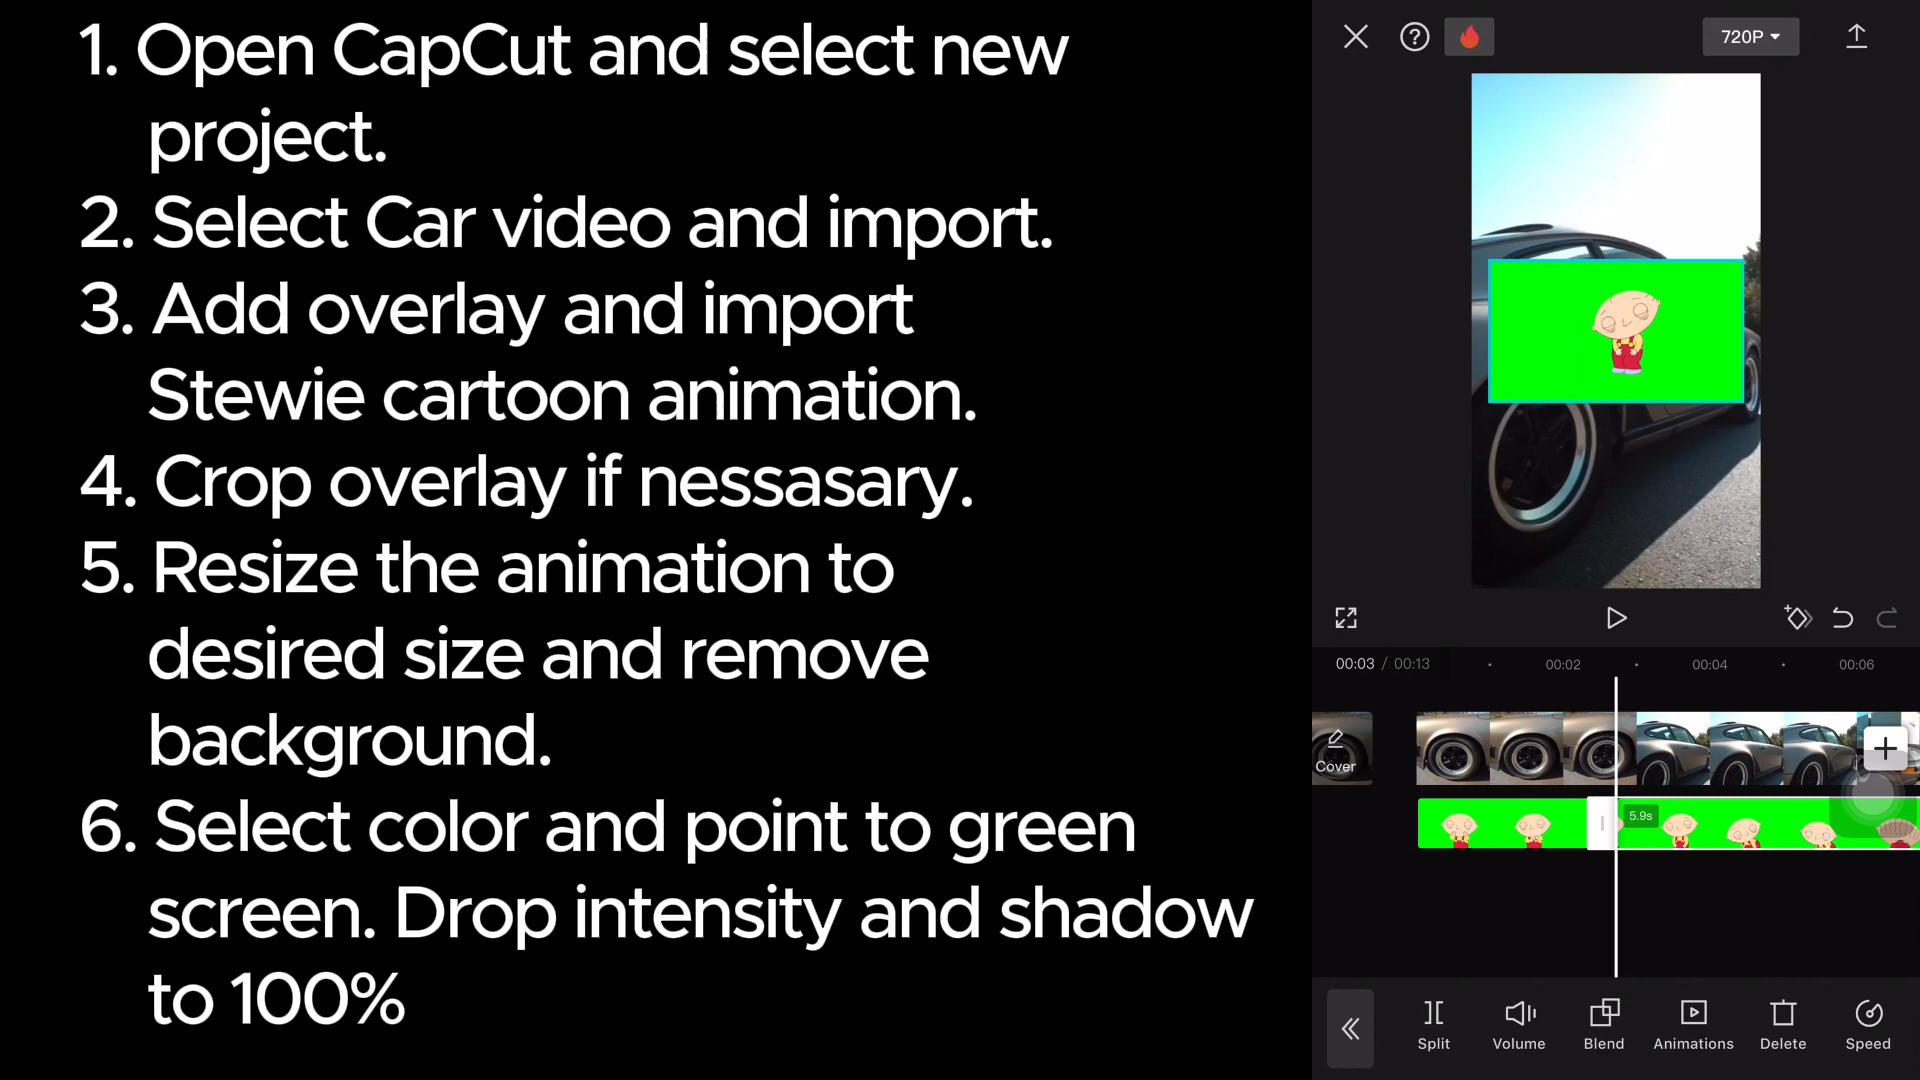 1. Open CapCut and select new
project.
2. Select Car video and import.
3. Add overlay and import
Stewie cartoon animation.
4. Crop overlay if nessasary.
5. Resize the animation to
desired size and remove
background.
6. Select color and point to green
screen. Drop intensity and shadow
to 100%
720P
00:03 / 00:13
00:02
00:04
00:06
Cover
5.9s
Split
Volume
Blend
Animations
Delete
Speed